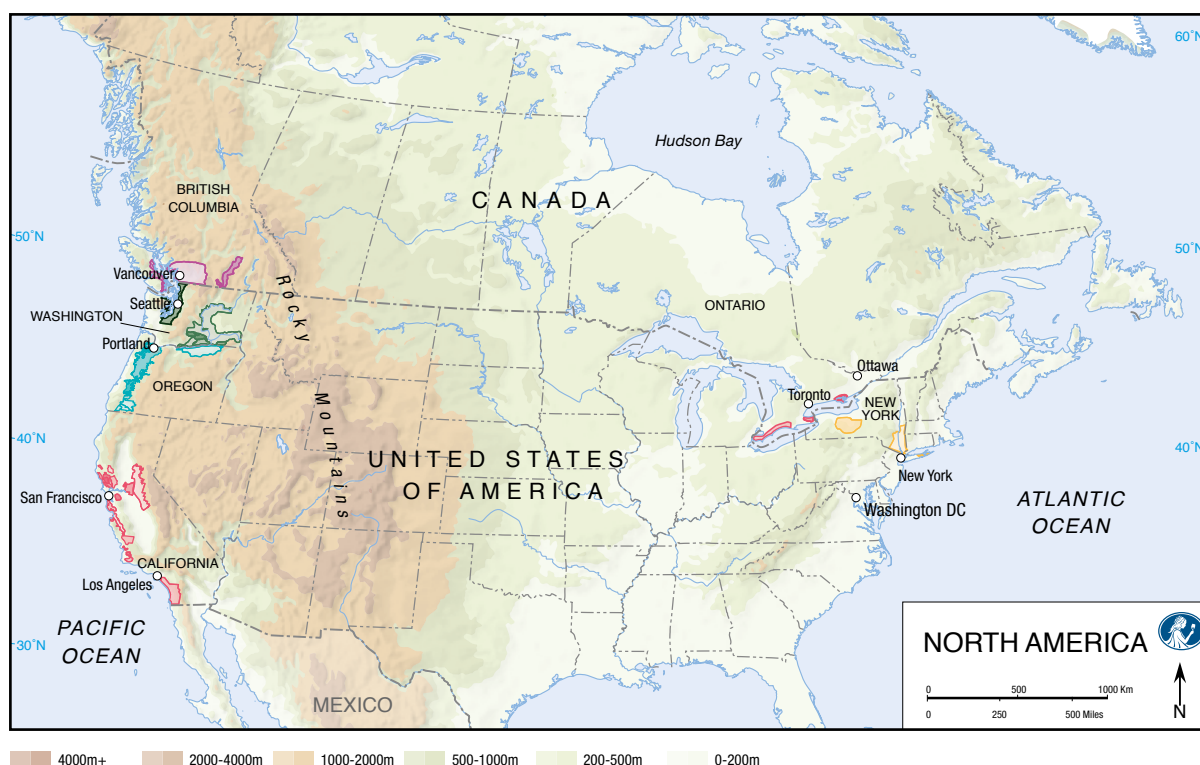 60˚N
Hudson Bay
BRITISH
COLUMBIA
CANADA
50˚N
50˚N
Vancouver
Rocky
Seattle
ONTARIO
WASHINGTON
Portland
Ottawa
OREGON
Toronto
NEW
YORK
Mountains
40˚N
40˚N
UNITED STATES
OF AMERICA
New York
San Francisco
Washington DC
ATLANTIC
OCEAN
CALIFORNIA
Los Angeles
PACIFIC
OCEAN
30˚N
NORTH AMERICA
MEXICO
0 500 1000 Km
0 250 500 Miles
N
4000m+ 2000-4000m 1000-2000m 500-1000m 200-500m 0-200m